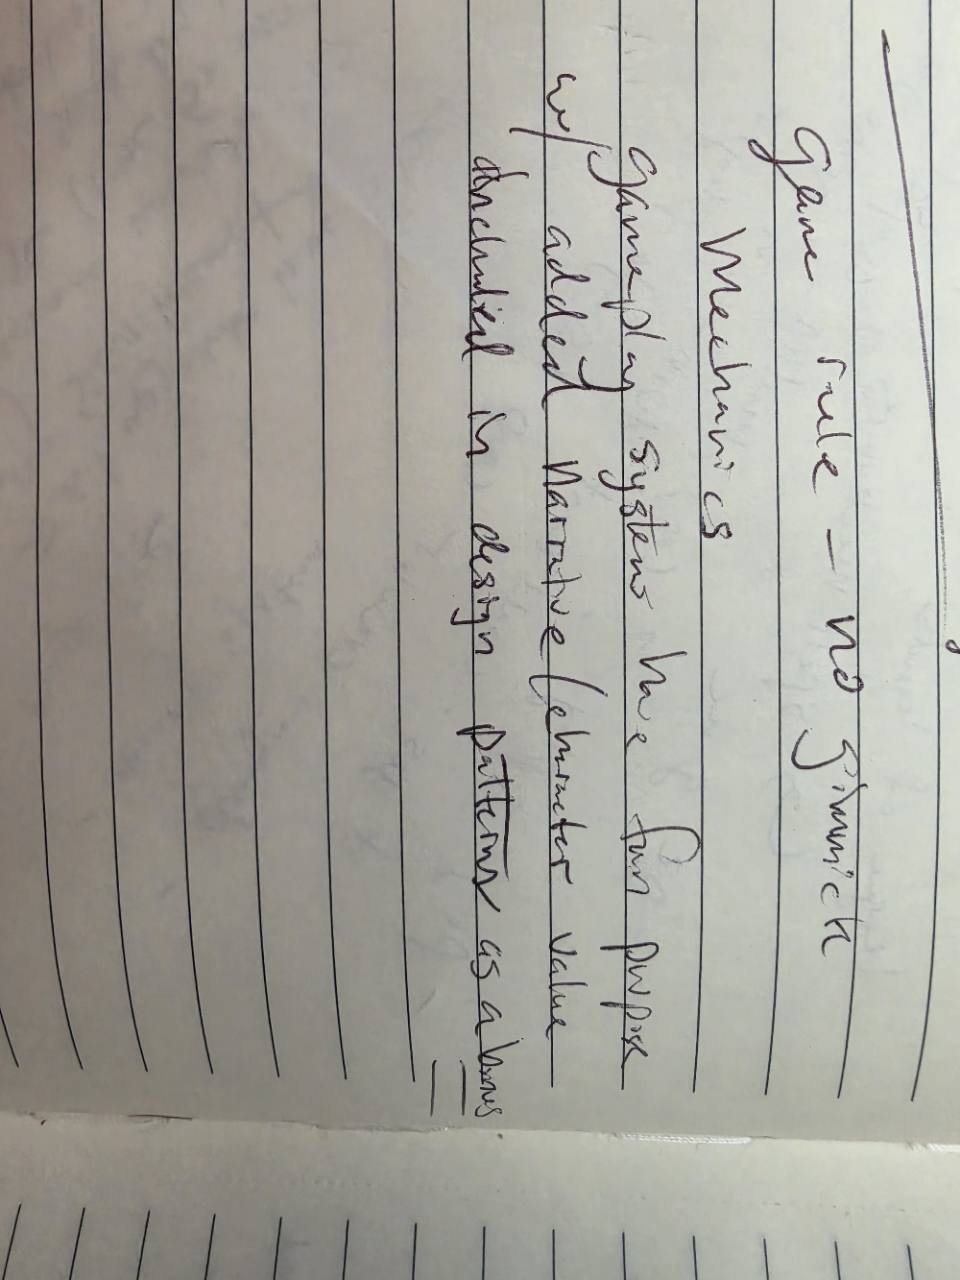 Game rule - no gimmick
Mechanics
gameplay systems have fun purpose
w/ added narrative/character value
included in design patterns as a bonus